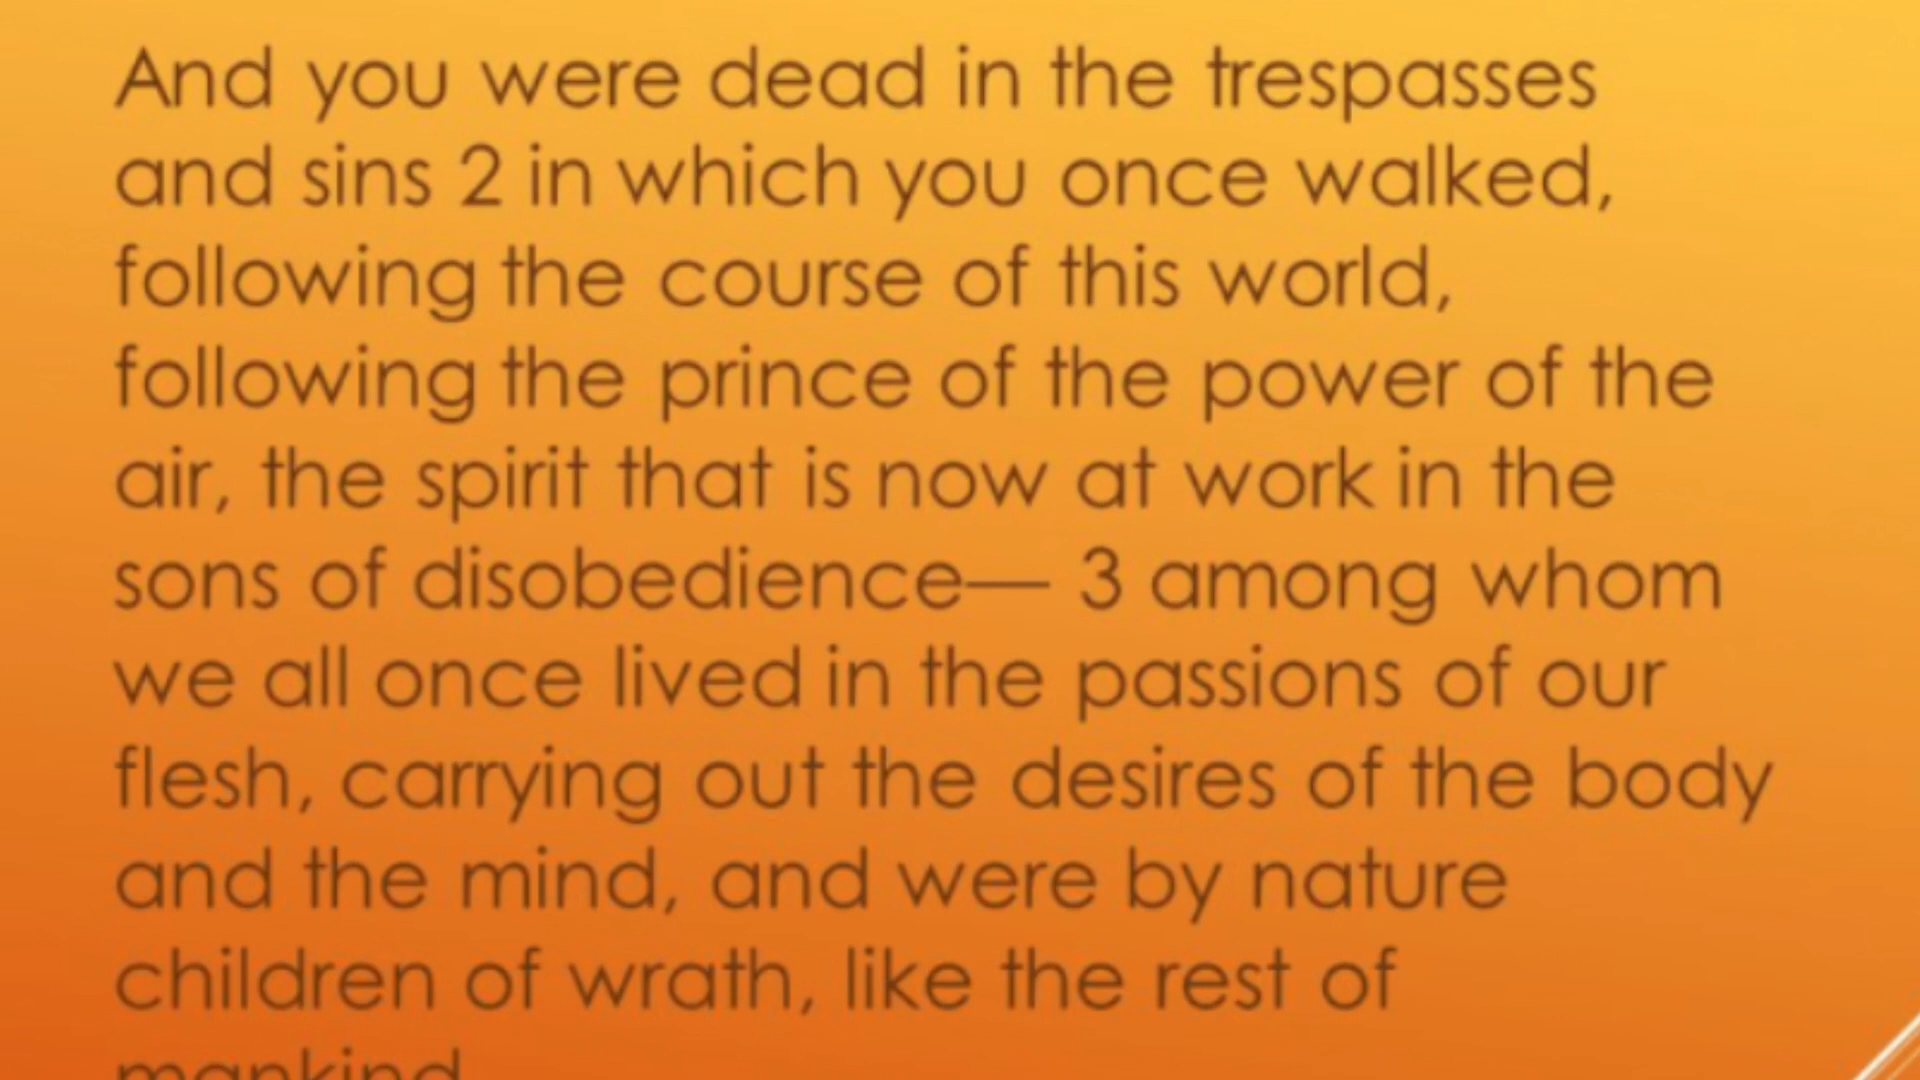 And you were dead in the trespasses
and sins 2 in which you once walked,
following the course of this world,
following the prince of the power of the
air, the spirit that is now at work in the
sons of disobedience— 3 among whom
we all once lived in the passions of our
flesh, carrying out the desires of the body
and the mind, and were by nature
children of wrath, like the rest of
mankind